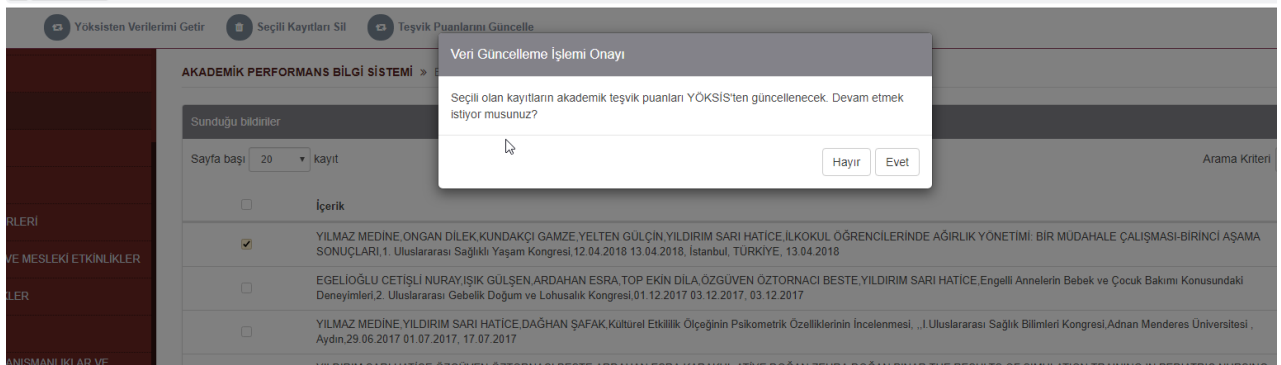 Yöksisten Verilerimi Getir Seçili Kayıtları Sil Teşvik Puanlarını Güncelle
Veri Güncelleme İşlemi Onayı
AKADEMİK PERFORMANS BİLGİ SİSTEMİ »
Seçili olan kayıtların akademik teşvik puanları YÖKSİS'ten güncellenecek. Devam etmek
istiyor musunuz?
Sunduğu bildiriler
Sayfa başı 20 kayıt
Hayır Evet
Arama Kriteri
İçerik
RLERİ
YILMAZ MEDİNE,ONGAN DİLEK,KUNDAKÇI GAMZE,YELTEN GÜLÇİN,YILDIRIM SARI HATİCE,İLKOKUL ÖĞRENCİLERİNDE AĞIRLIK YÖNETİMİ: BİR MÜDAHALE ÇALIŞMASI-BİRİNCİ AŞAMA
SONUÇLARI,1. Uluslararası Sağlıklı Yaşam Kongresi,12.04.2018 13.04.2018, İstanbul, TÜRKİYE, 13.04.2018
VE MESLEKİ ETKİNLİKLER
EGELİOĞLU CETİŞLİ NURAY,IŞIK GÜLŞEN,ARDAHAN ESRA,TOP EKİN DİLA,ÖZGÜVEN ÖZTORNACI BESTE,YILDIRIM SARI HATİCE,Engelli Annelerin Bebek ve Çocuk Bakımı Konusundaki
Deneyimleri,2. Uluslararası Gebelik Doğum ve Lohusalık Kongresi,01.12.2017 03.12.2017, 03.12.2017
KLER
YILMAZ MEDİNE,YILDIRIM SARI HATİCE,DAĞHAN ŞAFAK,Kültürel Etkililik Ölçeğinin Psikometrik Özelliklerinin İncelenmesi, ,,I.Uluslararası Sağlık Bilimleri Kongresi,Adnan Menderes Üniversitesi ,
Aydın,29.06.2017 01.07.2017, 17.07.2017